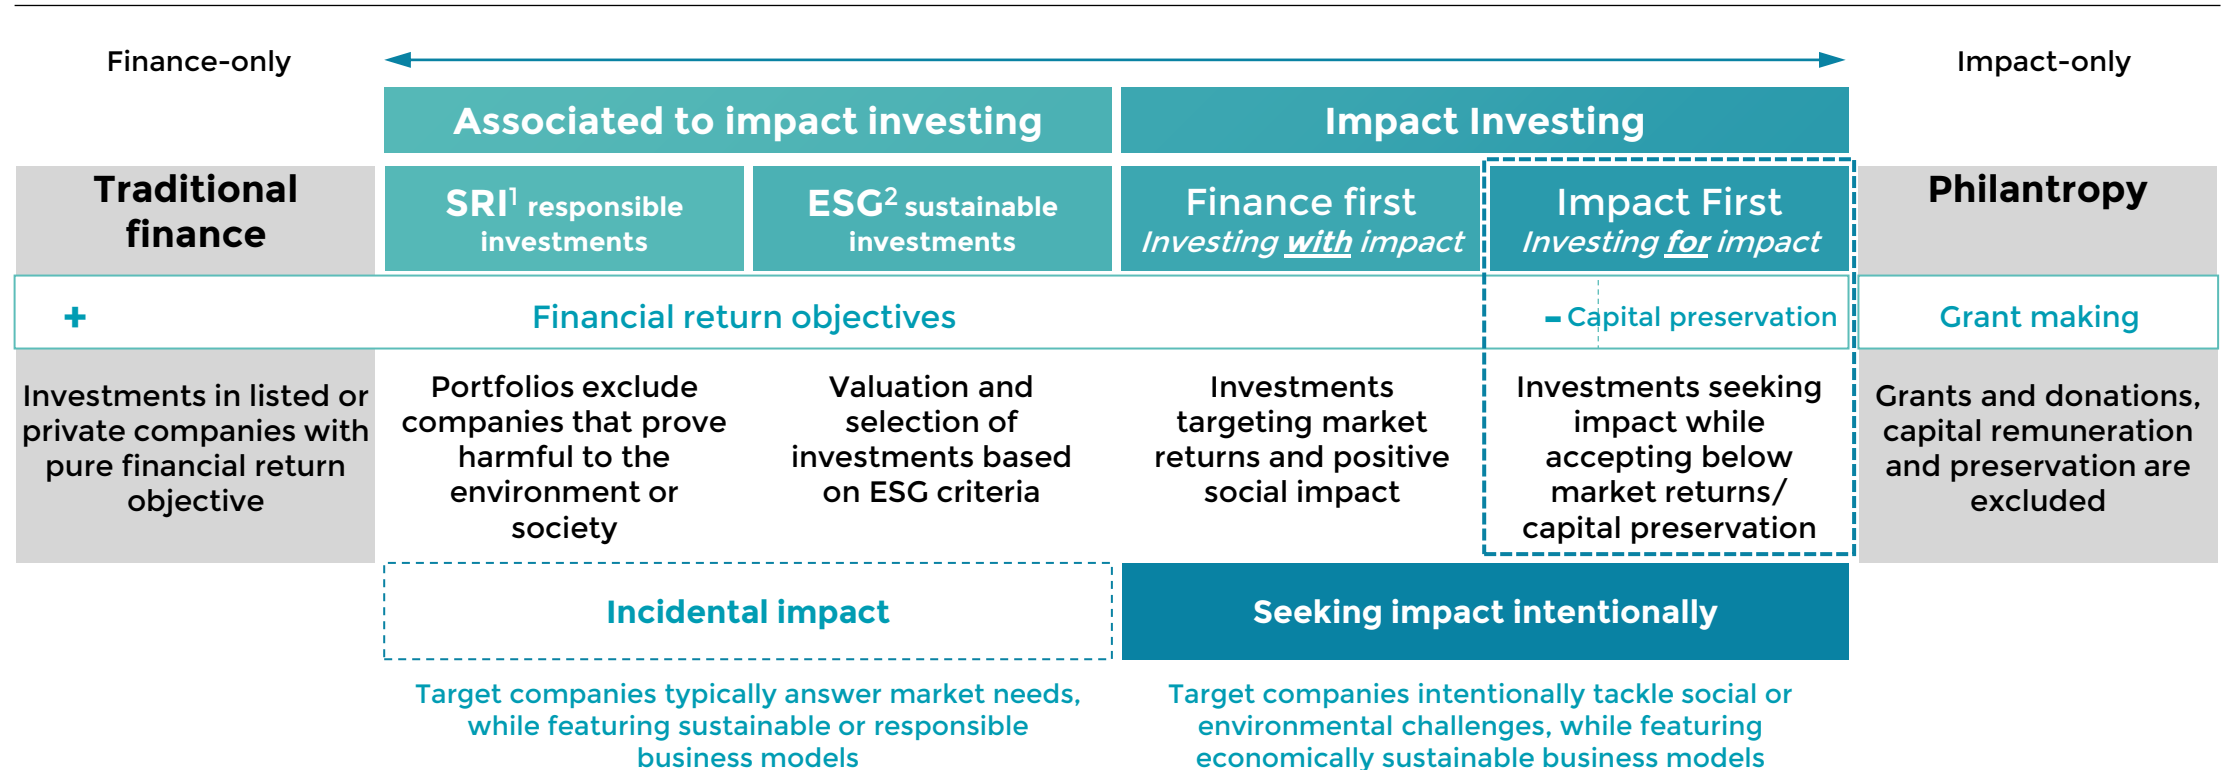 Finance-only
Impact-only
Associated to impact investing
Impact Investing
Traditional
finance
SRI¹ responsible
investments
ESG² sustainable
investments
Finance first
Investing with impact
Impact First
Investing for impact
Philantropy
+
Financial return objectives
- Capital preservation
Grant making
Investments in listed or
private companies with
pure financial return
objective
Portfolios exclude
companies that prove
harmful to the
environment or
society
Valuation and
selection of
investments based
on ESG criteria
Investments
targeting market
returns and positive
social impact
Investments seeking
impact while
accepting below
market returns/
capital preservation
Grants and donations,
capital remuneration
and preservation are
excluded
Incidental impact
Seeking impact intentionally
Target companies typically answer market needs,
while featuring sustainable or responsible
business models
Target companies intentionally tackle social or
environmental challenges, while featuring
economically sustainable business models